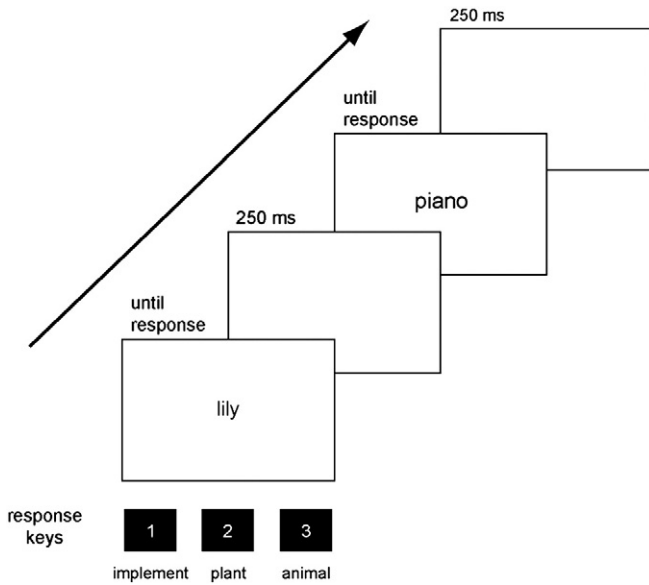 250 ms
until
response
piano
250 ms
until
response
lily
response
keys
1 2 3
implement plant animal